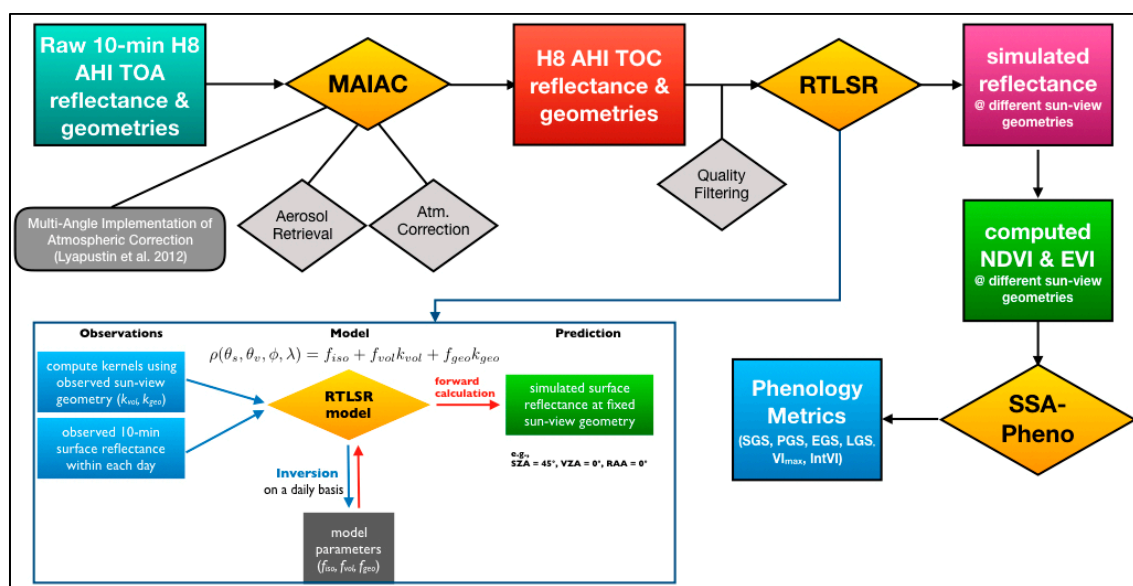 Raw 10-min H8
AHI TOA
reflectance &
geometries
MAIAC
H8 AHI TOC
reflectance &
geometries
RTLSR
simulated
reflectance
@ different sun-view
geometries
Multi-Angle Implementation of
Atmospheric Correction
(Lyapustin et al. 2012)
Aerosol
Retrieval
Atm.
Correction
Quality
Filtering
computed
NDVI & EVI
@ different sun-view
geometries
Observations
Model
Prediction
ρ(θs, θv, ϕ, λ) = fiso + fvolkvol + fgeokgeo
compute kernels using
observed sun-view
geometry (kvol, kgeo)
observed 10-min
surface reflectance
within each day
RTLSR
model
forward
calculation
simulated surface
reflectance at fixed
sun-view geometry
e.g.,
SZA = 45°, VZA = 0°, RAA = 0°
Inversion
on a daily basis
model
parameters
(fiso, fvol, fgeo)
Phenology
Metrics
(SGS, PGS, EGS, LGS,
VImax, IntVI)
SSA-
Pheno